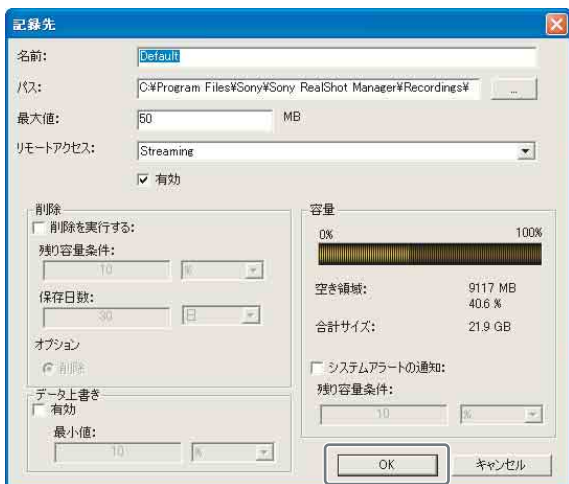 記録先
名前: Default
パス: C:¥Program Files¥Sony¥Sony RealShot Manager¥Recordings¥ ...
最大値: 50 MB
リモートアクセス: Streaming
有効
削除
削除を実行する:
残り容量条件:
10 %
保存日数:
30 日
オプション
削除
データ上書き
有効
最小値:
10 %
容量
0% 100%
空き領域: 9117 MB
40.6 %
合計サイズ: 21.9 GB
システムアラートの通知:
残り容量条件:
10 %
OK キャンセル